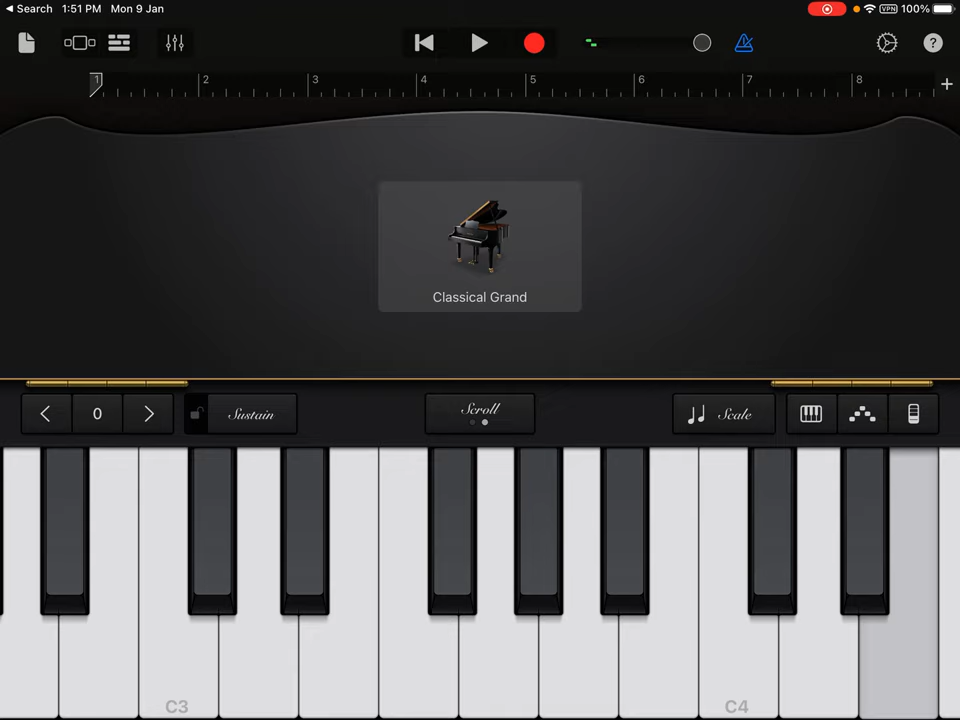 Search 1:51 PM Mon 9 Jan VPN 100%
?
1 2 3 4 5 6 7 8 +
Classical Grand
0 Sustain Scroll Scale
C3 C4